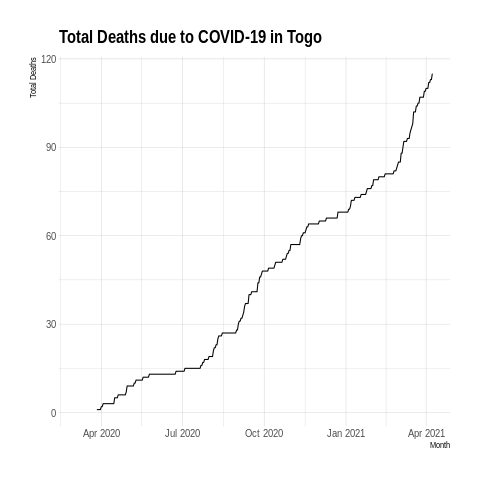 Total Deaths due to COVID-19 in Togo
Total Deaths
120
90
60
30
0
Apr 2020 Jul 2020 Oct 2020 Jan 2021 Apr 2021
Month